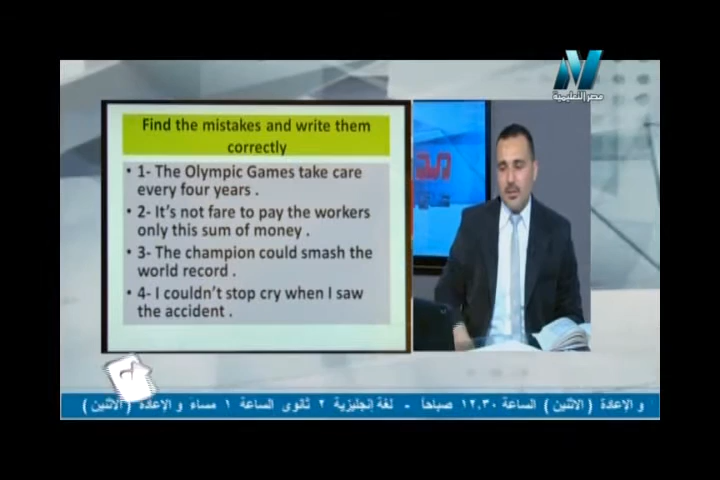 مصر التعليمية
Find the mistakes and write them
correctly
• 1- The Olympic Games take care
every four years .
• 2- It's not fare to pay the workers
only this sum of money .
• 3- The champion could smash the
world record .
• 4- I couldn't stop cry when I saw
the accident .
و الإعادة ( الاثنين ) الساعة ١٢,٣٠ صباحاً - لغة إنجليزية ٢ ثانوى الساعة ١ مساءً و الإعادة ( الاثنين )